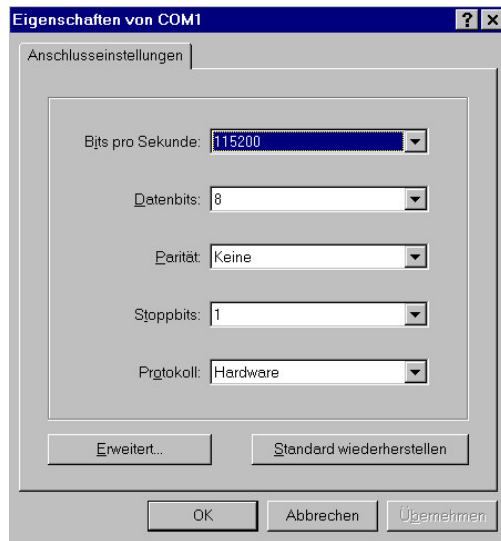 Eigenschaften von COM1
Anschlusseinstellungen
Bits pro Sekunde: 115200
Datenbits: 8
Parität: Keine
Stoppbits: 1
Protokoll: Hardware
Erweitert... Standard wiederherstellen
OK Abbrechen Übernehmen